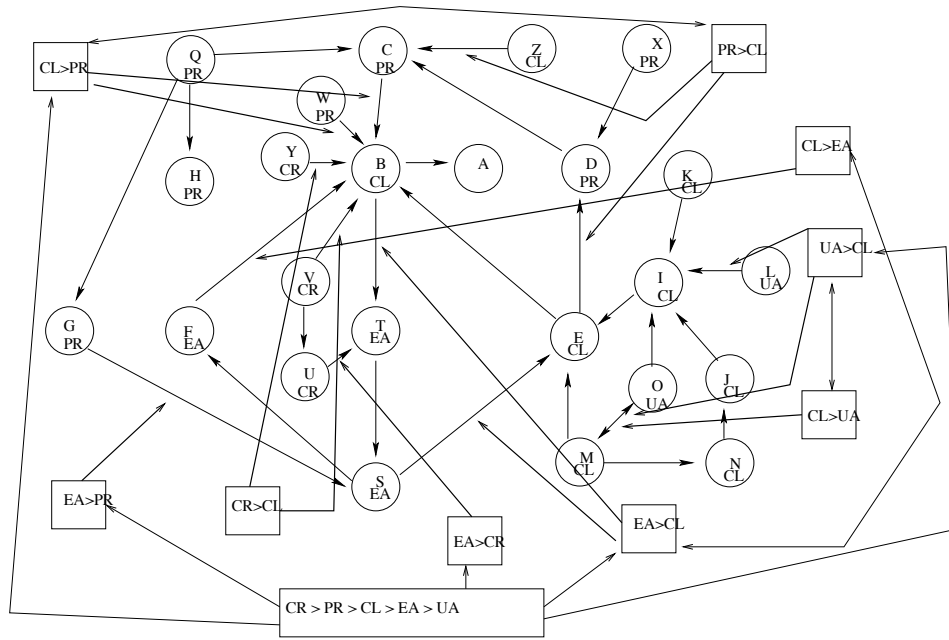 Q
PR
C
PR
Z
CL
X
PR
PR>CL
CL>PR
W
PR
Y
CR
B
CL
A
H
PR
D
PR
K
CL
CL>EA
V
CR
I
CL
L
UA
UA>CL
G
PR
F
EA
T
EA
E
CL
U
CR
O
UA
J
CL
CL>UA
M
CL
N
CL
S
EA
EA>PR
CR>CL
EA>CR
EA>CL
CR > PR > CL > EA > UA